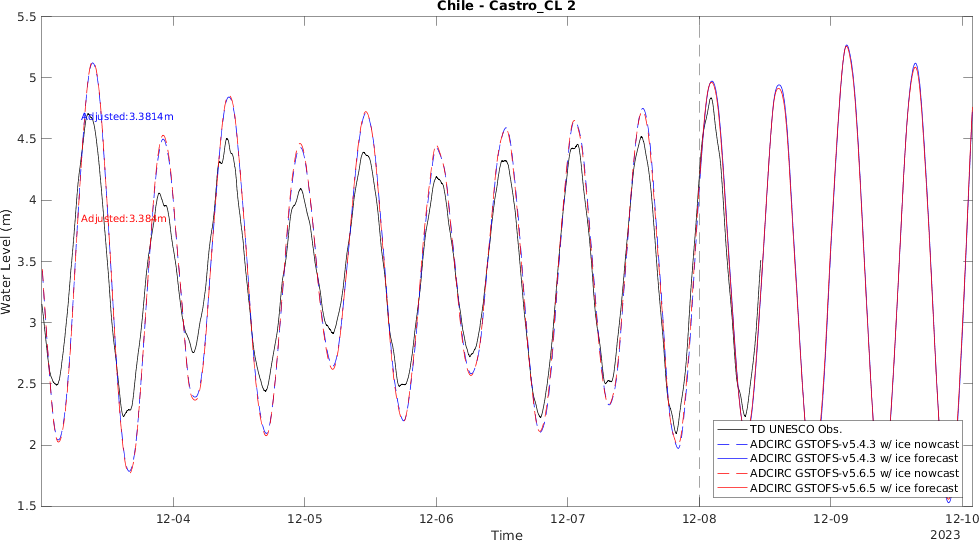 Chile - Castro_CL 2
5.5
5
4.5
4
3.5
3
2.5
2
1.5
Water Level (m)
Adjusted:3.3814m
Adjusted:3.384m
TD UNESCO Obs.
ADCIRC GSTOFS-v5.4.3 w/ ice nowcast
ADCIRC GSTOFS-v5.4.3 w/ ice forecast
ADCIRC GSTOFS-v5.6.5 w/ ice nowcast
ADCIRC GSTOFS-v5.6.5 w/ ice forecast
12-04
12-05
12-06
12-07
12-08
12-09
12-10
Time
2023